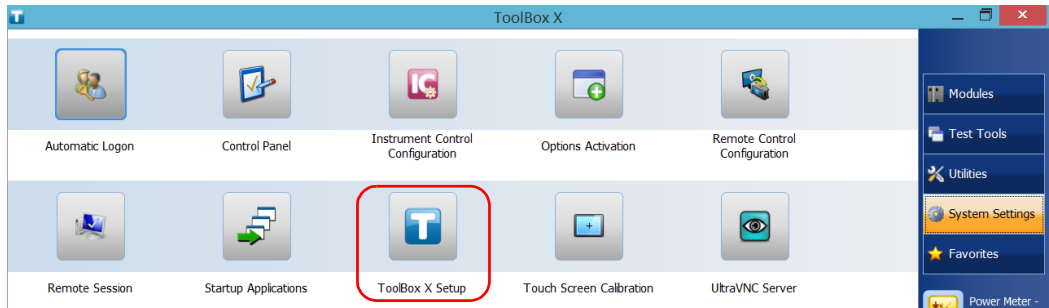 ToolBox X
Automatic Logon
Control Panel
IC
Instrument Control
Configuration
Options Activation
Remote Control
Configuration
Remote Session
Startup Applications
T
ToolBox X Setup
Touch Screen Calibration
UltraVNC Server
Modules
Test Tools
Utilities
System Settings
Favorites
Power Meter -